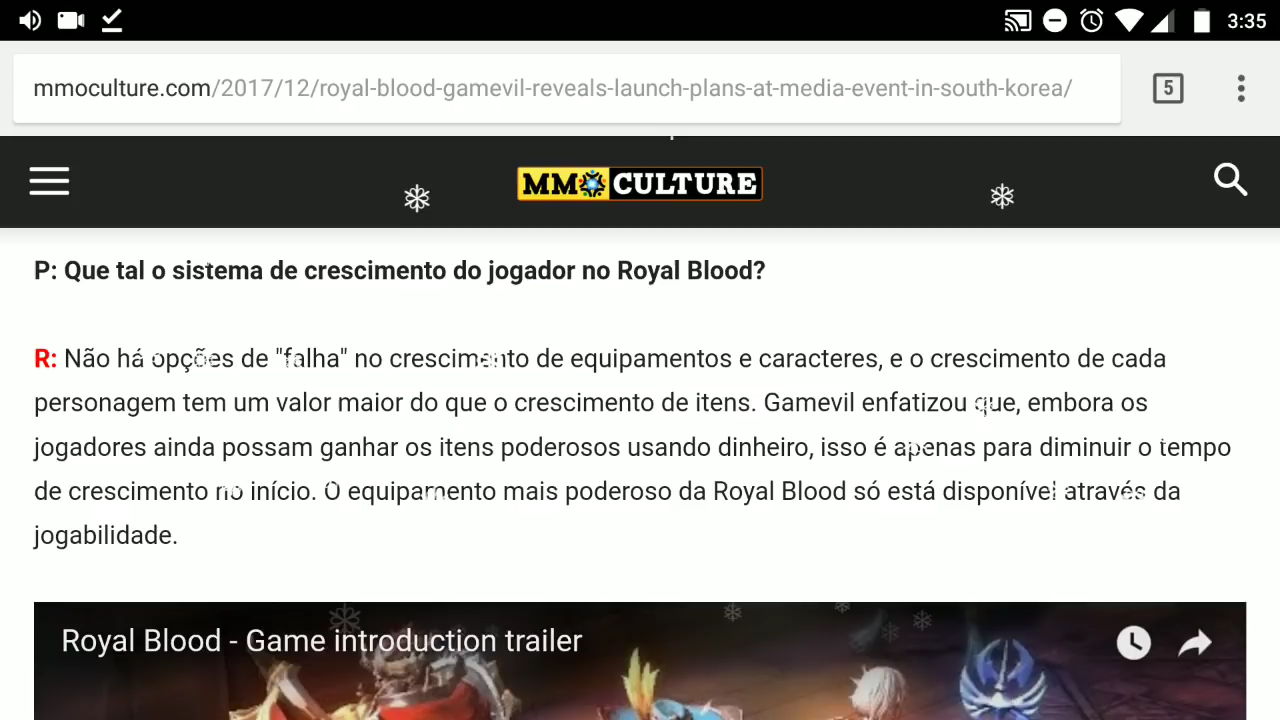 3:35
mmoculture.com/2017/12/royal-blood-gamevil-reveals-launch-plans-at-media-event-in-south-korea/
5
MMOCULTURE
P: Que tal o sistema de crescimento do jogador no Royal Blood?
R: Não há opções de "falha" no crescimento de equipamentos e caracteres, e o crescimento de cada
personagem tem um valor maior do que o crescimento de itens. Gamevil enfatizou que, embora os
jogadores ainda possam ganhar os itens poderosos usando dinheiro, isso é apenas para diminuir o tempo
de crescimento no início. O equipamento mais poderoso da Royal Blood só está disponível através da
jogabilidade.
Royal Blood - Game introduction trailer